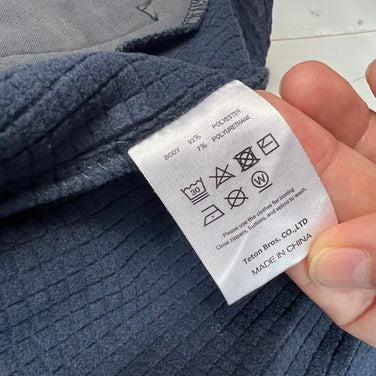 BODY 93% POLYESTER
7% POLYURETHANE
30
W
Please use the clothes for ironing
Close zippers, buttons, and velcro to wash.
Teton Bros. CO.,LTD
MADE IN CHINA